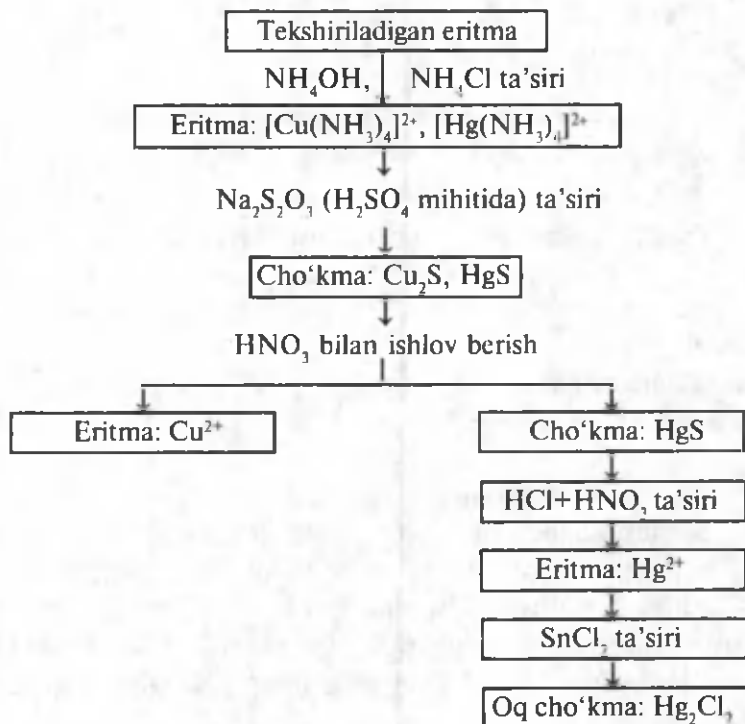 Tekshiriladigan eritma
NH₄OH, NH₄Cl ta'siri
Eritma: [Cu(NH₃)₄]²⁺, [Hg(NH₃)₄]²⁺
Na₂S₂O₃ (H₂SO₄ mihitida) ta'siri
Cho‘kma: Cu₂S, HgS
HNO₃ bilan ishlov berish
Eritma: Cu²⁺
Cho‘kma: HgS
HCl+HNO₃ ta'siri
Eritma: Hg²⁺
SnCl₂ ta'siri
Oq cho‘kma: Hg₂Cl₂